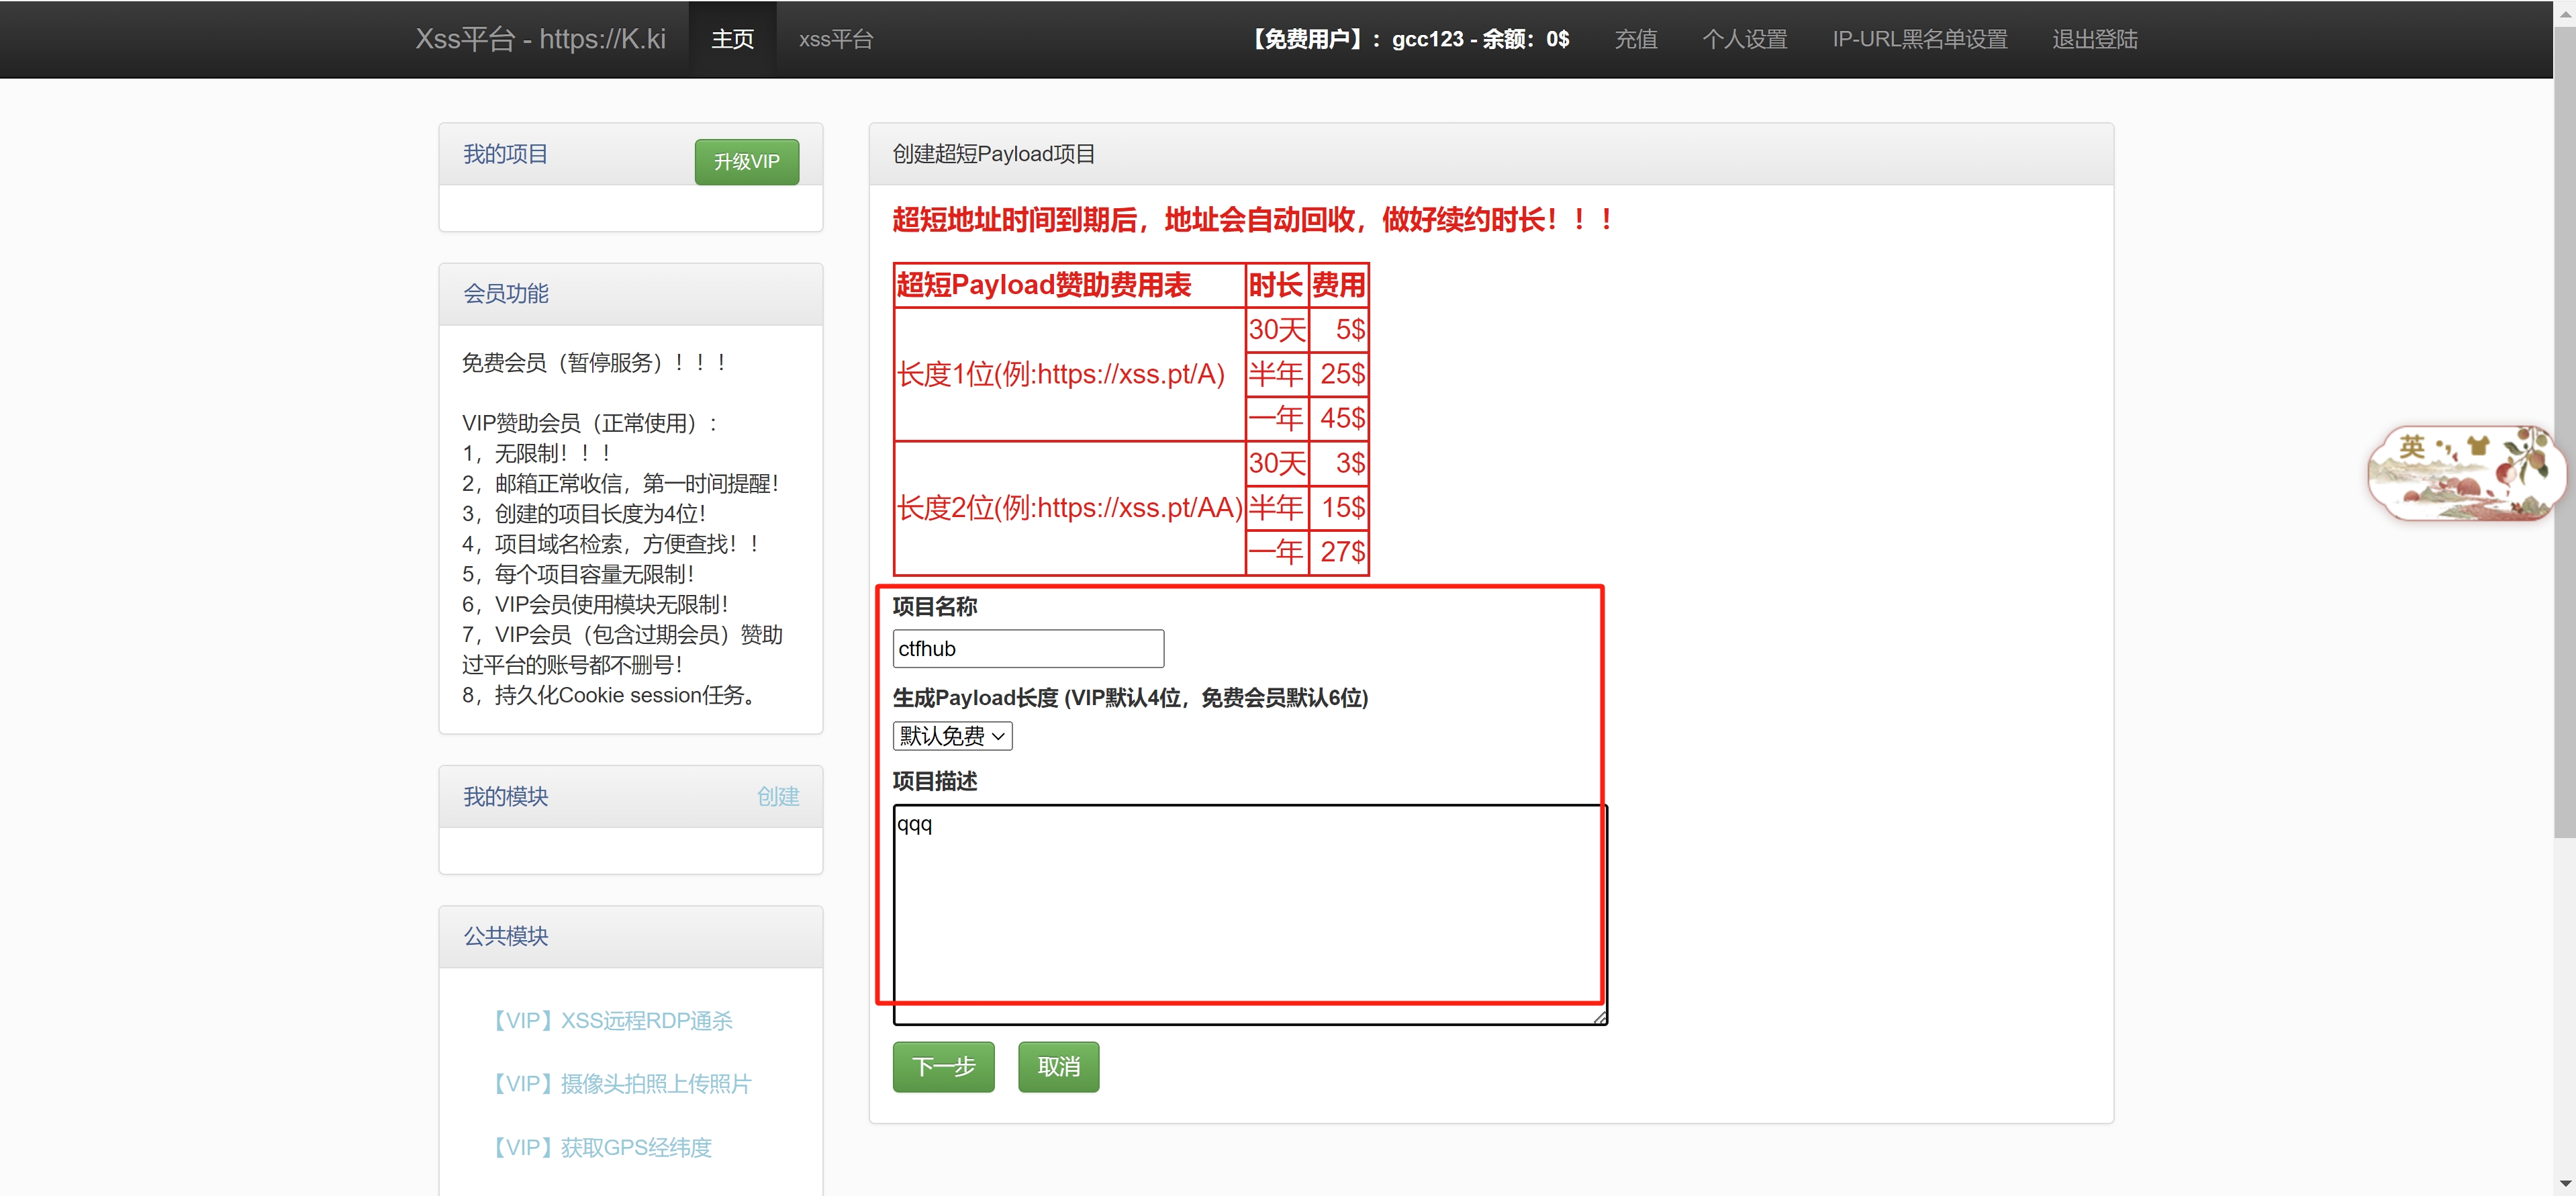 Xss平台 - https://K.ki
主页
xss平台
【免费用户】：gcc123 - 余额：0$
充值
个人设置
IP-URL黑名单设置
退出登陆
我的项目
升级VIP
会员功能
免费会员（暂停服务）！！！
VIP赞助会员（正常使用）：
1，无限制！！！
2，邮箱正常收信，第一时间提醒！
3，创建的项目长度为4位！
4，项目域名检索，方便查找！！
5，每个项目容量无限制！
6，VIP会员使用模块无限制！
7，VIP会员（包含过期会员）赞助
过平台的账号都不删号！
8，持久化Cookie session任务。
我的模块
创建
公共模块
【VIP】XSS远程RDP通杀
【VIP】摄像头拍照上传照片
【VIP】获取GPS经纬度
创建超短Payload项目
超短地址时间到期后，地址会自动回收，做好续约时长！！！
超短Payload赞助费用表 时长 费用
长度1位(例:https://xss.pt/A)
30天 5$
半年 25$
一年 45$
长度2位(例:https://xss.pt/AA)
30天 3$
半年 15$
一年 27$
项目名称
ctfhub
生成Payload长度 (VIP默认4位，免费会员默认6位)
默认免费
项目描述
qqq
下一步
取消
英